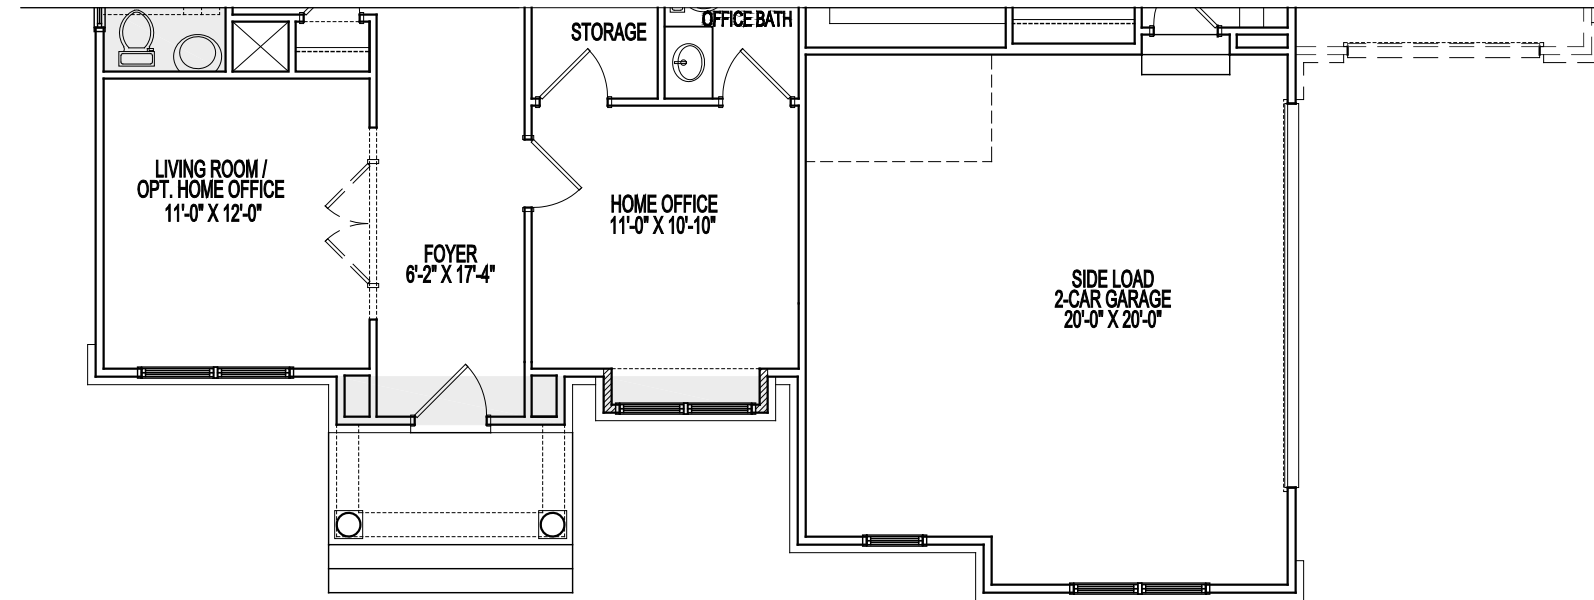 STORAGE
OFFICE BATH
LIVING ROOM /
OPT. HOME OFFICE
11'-0" X 12'-0"
FOYER
6'-2" X 17'-4"
HOME OFFICE
11'-0" X 10'-10"
SIDE LOAD
2-CAR GARAGE
20'-0" X 20'-0"